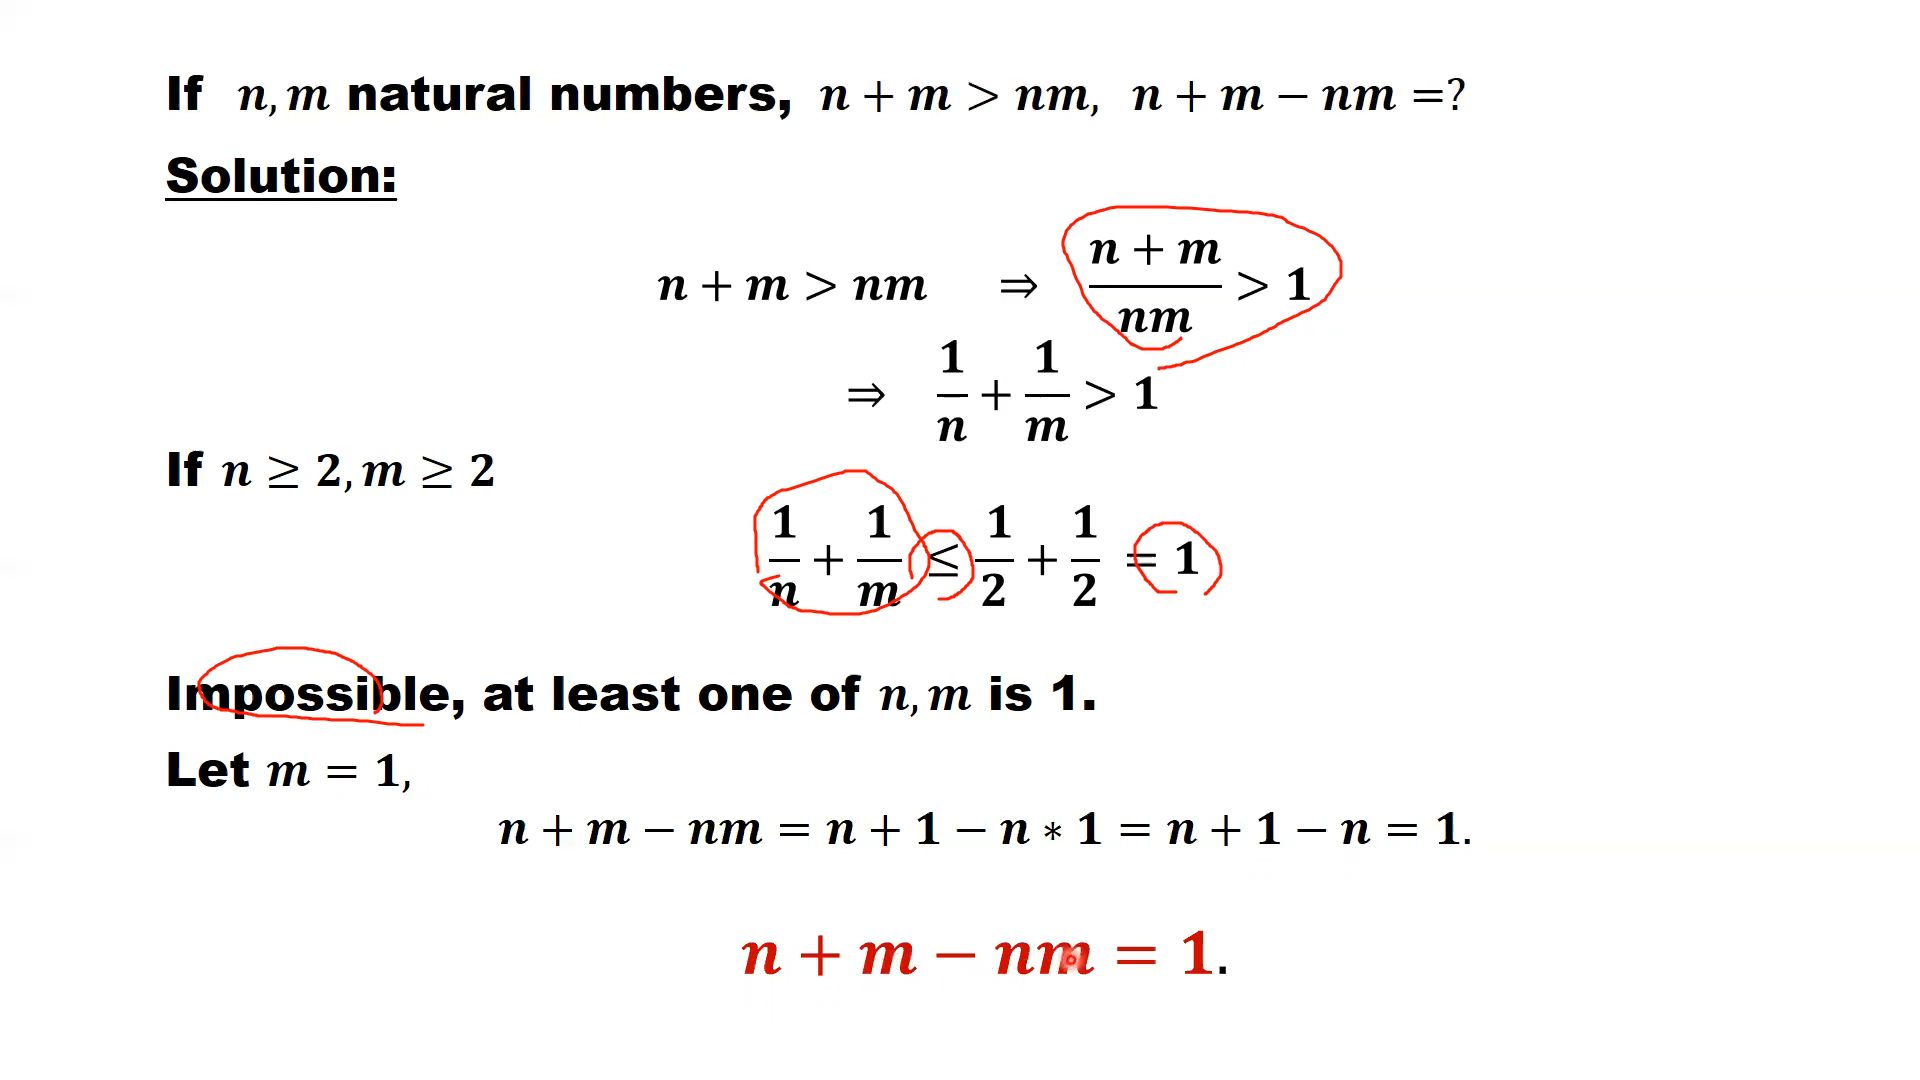 If n, m natural numbers, n + m > nm, n + m − nm =?
Solution:
n + m > nm ⇒ (n + m)/(nm) > 1
⇒ 1/n + 1/m > 1
If n ≥ 2, m ≥ 2
1/n + 1/m ≤ 1/2 + 1/2 = 1
Impossible, at least one of n, m is 1.
Let m = 1,
n + m − nm = n + 1 − n * 1 = n + 1 − n = 1.
n + m − nm = 1.